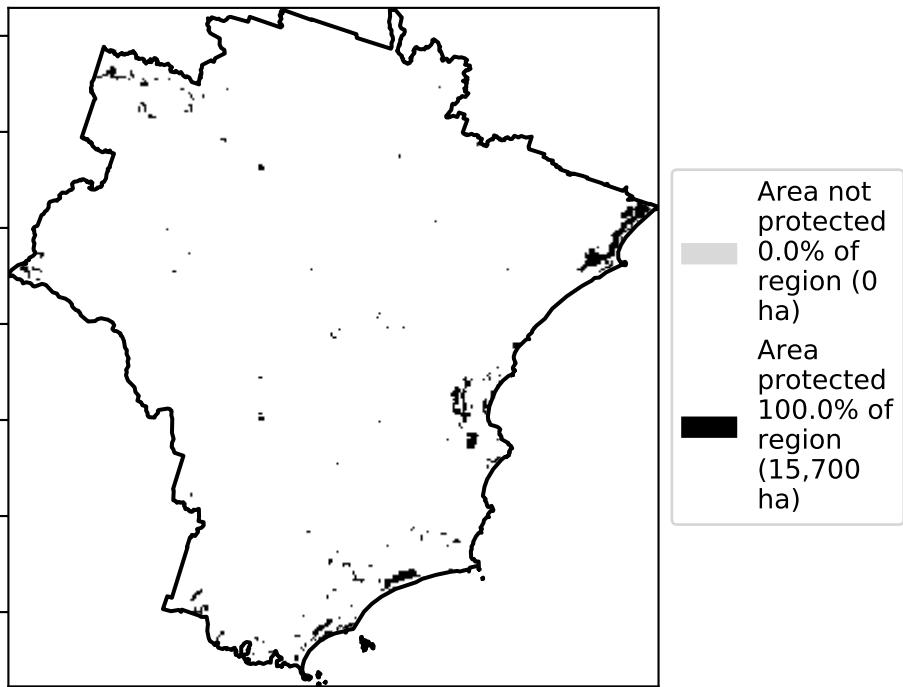 Area not
protected
0.0% of
region (0
ha)
Area
protected
100.0% of
region
(15,700
ha)